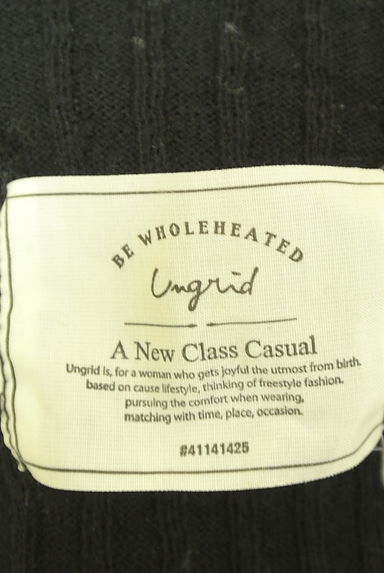 BE WHOLEHEATED
Ungrid
A New Class Casual
Ungrid is, for a woman who gets joyful the utmost from birth.
based on cause lifestyle, thinking of freestyle fashion.
pursuing the comfort when wearing,
matching with time, place, occasion.
#41141425